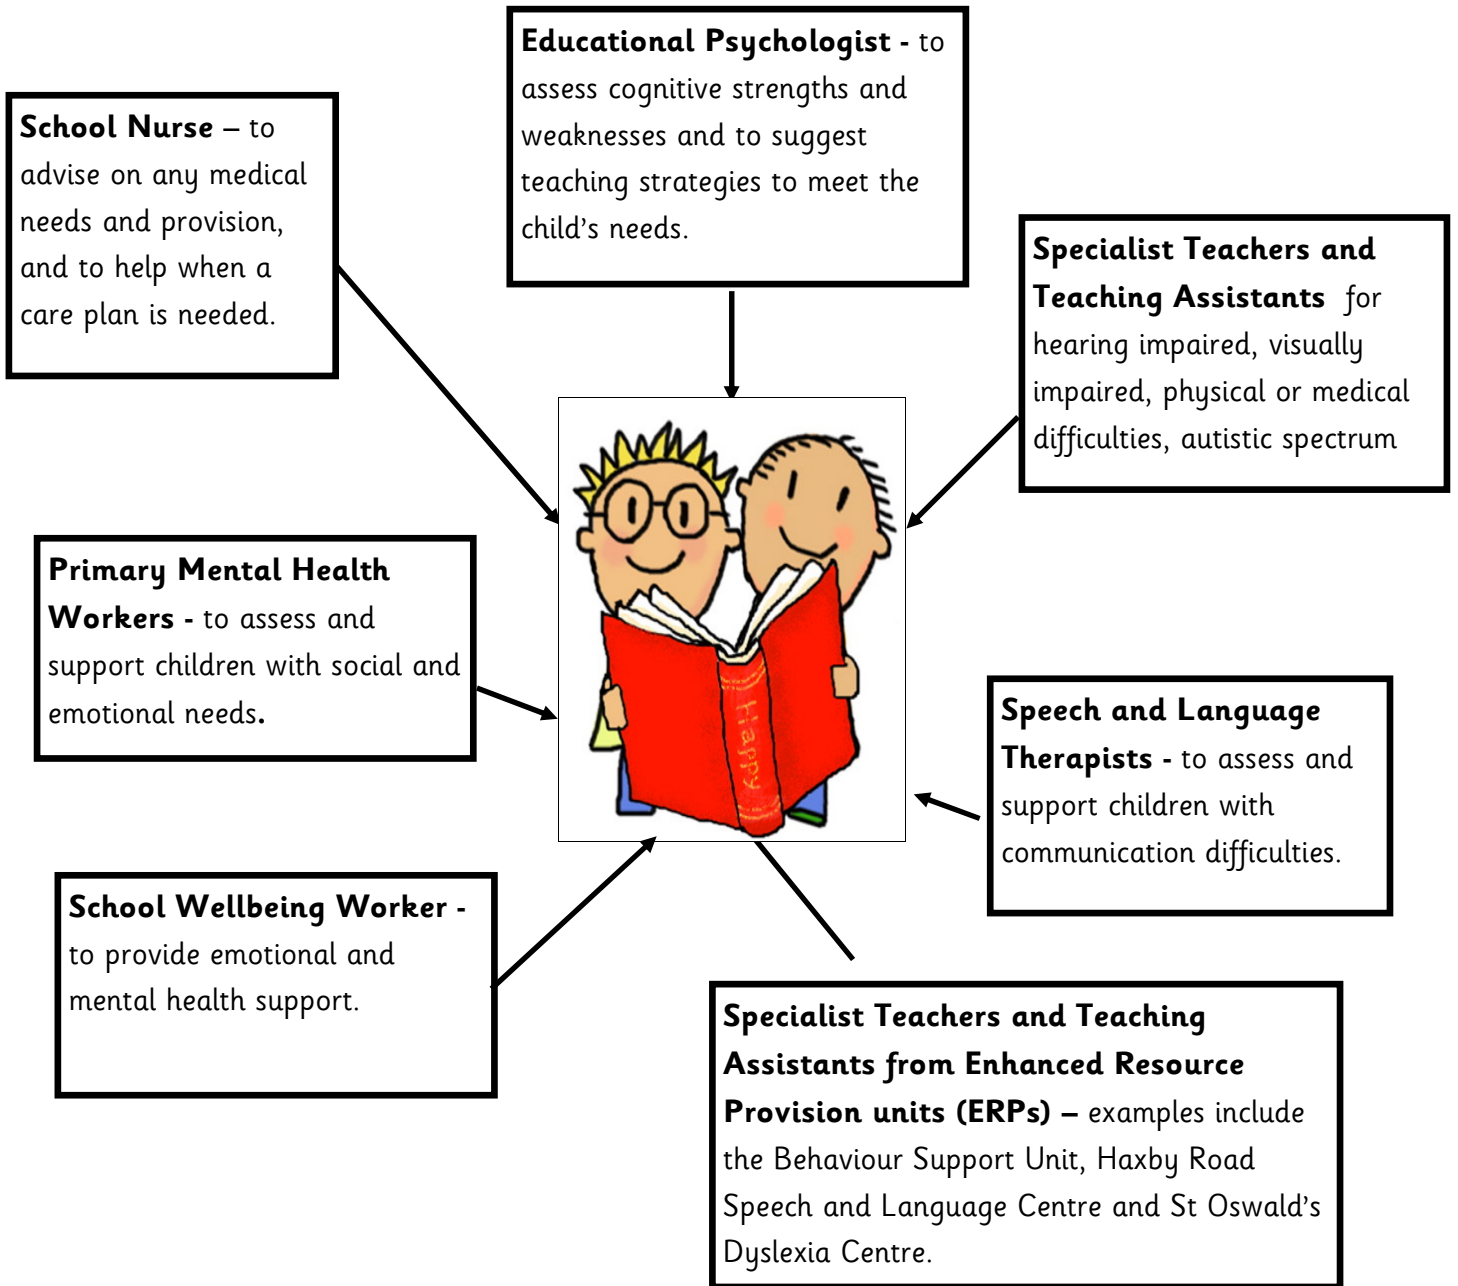 Educational Psychologist - to
assess cognitive strengths and
weaknesses and to suggest
teaching strategies to meet the
child's needs.
School Nurse – to
advise on any medical
needs and provision,
and to help when a
care plan is needed.
Specialist Teachers and
Teaching Assistants for
hearing impaired, visually
impaired, physical or medical
difficulties, autistic spectrum
Primary Mental Health
Workers - to assess and
support children with social and
emotional needs.
Happy
Speech and Language
Therapists - to assess and
support children with
communication difficulties.
School Wellbeing Worker -
to provide emotional and
mental health support.
Specialist Teachers and Teaching
Assistants from Enhanced Resource
Provision units (ERPs) – examples include
the Behaviour Support Unit, Haxby Road
Speech and Language Centre and St Oswald's
Dyslexia Centre.